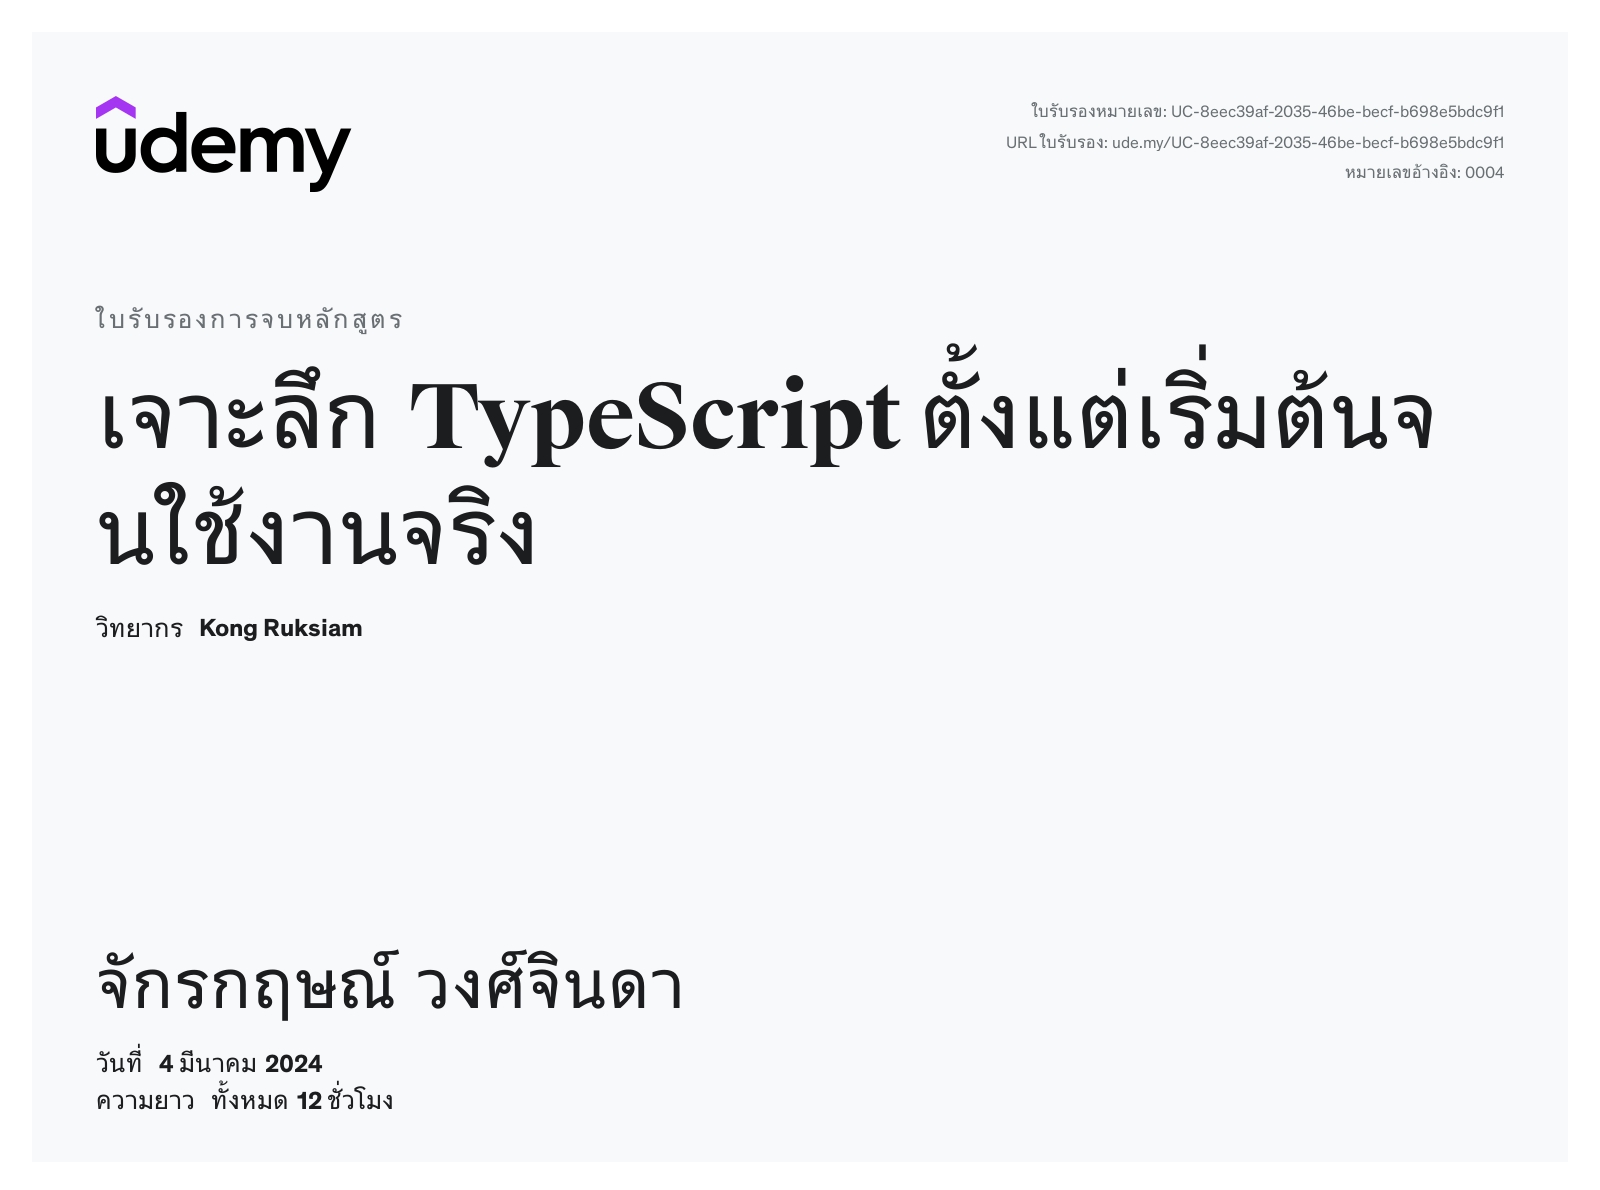 udemy
ใบรับรองหมายเลข: UC-8eec39af-2035-46be-becf-b698e5bdc9f1
URL ใบรับรอง: ude.my/UC-8eec39af-2035-46be-becf-b698e5bdc9f1
หมายเลขอ้างอิง: 0004
ใบรับรองการจบหลักสูตร
เจาะลึก TypeScript ตั้งแต่เริ่มต้นจ
นใช้งานจริง
วิทยากร Kong Ruksiam
จักรกฤษณ์ วงศ์จินดา
วันที่ 4 มีนาคม 2024
ความยาว ทั้งหมด 12 ชั่วโมง